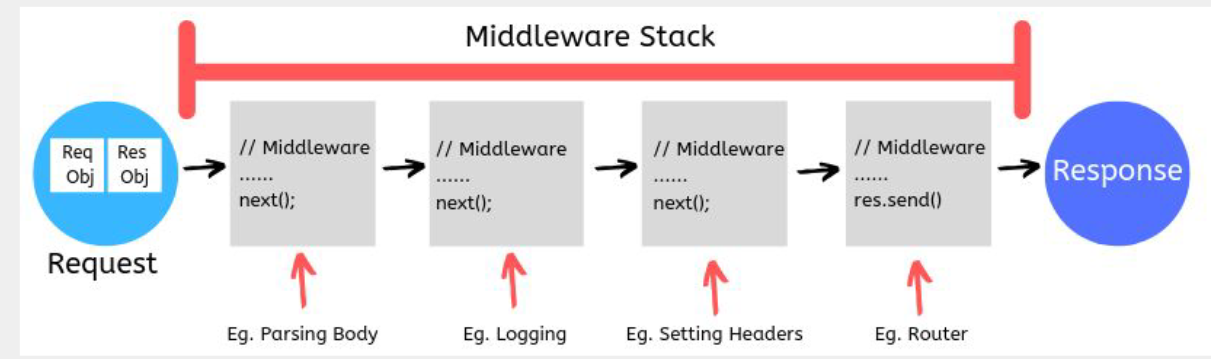 Middleware Stack
Req Obj
Res Obj
Request
// Middleware
......
next();
// Middleware
......
next();
// Middleware
......
next();
// Middleware
......
res.send()
Response
Eg. Parsing Body
Eg. Logging
Eg. Setting Headers
Eg. Router